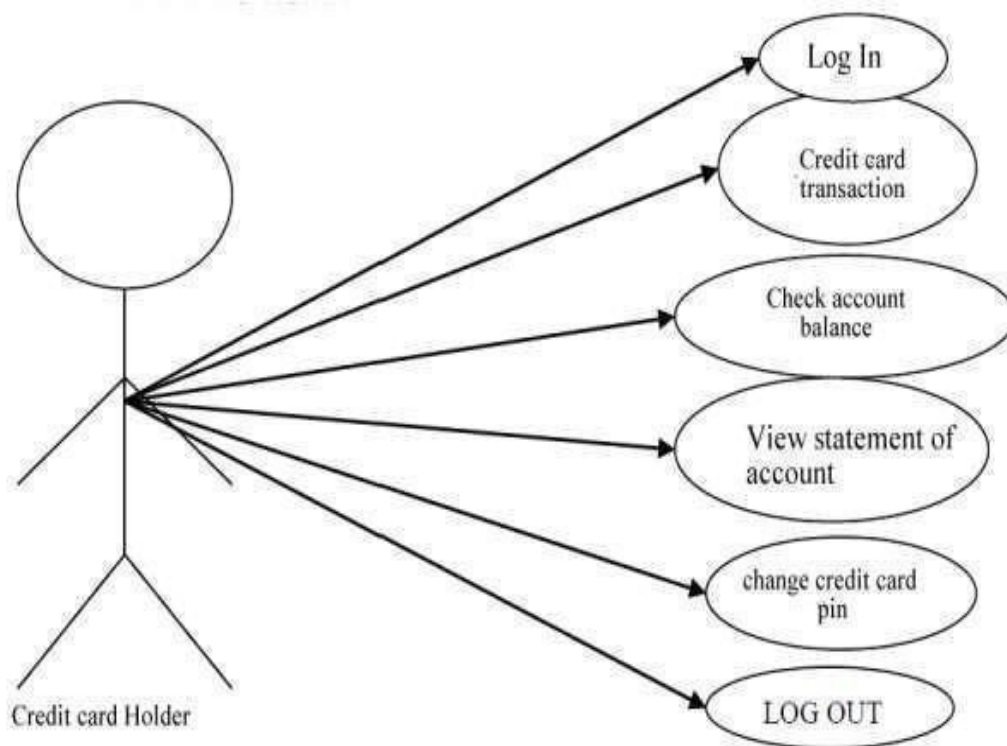 Log In
Credit card
transaction
Check account
balance
View statement of
account
change credit card
pin
LOG OUT
Credit card Holder